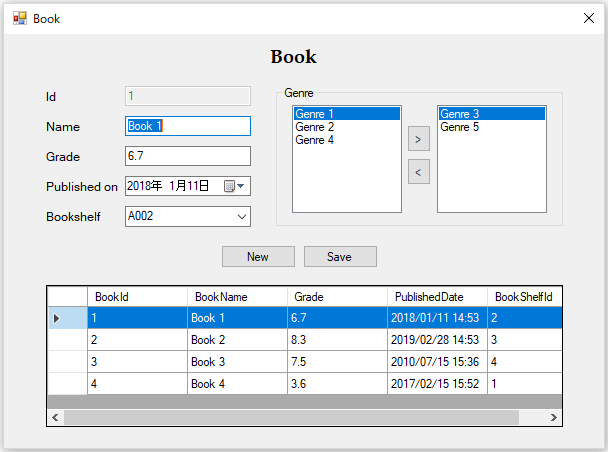 Book
Book
Id 1
Name Book 1
Grade 6.7
Published on 2018年 1月11日
Bookshelf A002
Genre
Genre 1
Genre 2
Genre 4
>
<
Genre 3
Genre 5
New Save
BookId BookName Grade PublishedDate BookShelfId
1 Book 1 6.7 2018/01/11 14:53 2
2 Book 2 8.3 2019/02/28 14:53 3
3 Book 3 7.5 2010/07/15 15:36 4
4 Book 4 3.6 2017/02/15 15:52 1